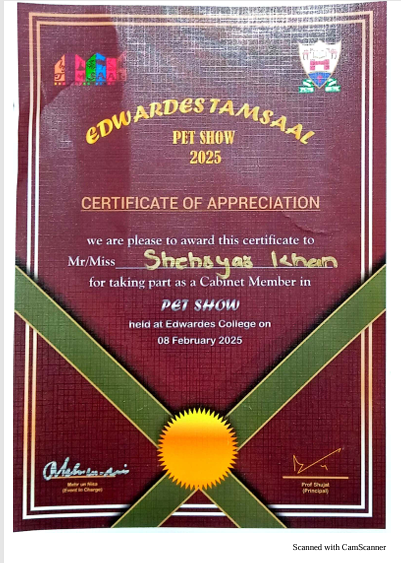 EDWARDES TAMSAAL
PET SHOW
2025
CERTIFICATE OF APPRECIATION
we are please to award this certificate to
Mr/Miss Shehryar Khan
for taking part as a Cabinet Member in
PET SHOW
held at Edwardes College on
08 February 2025
Mehr un Nisa
(Event in Charge)
Prof Shujat
(Principal)
Scanned with CamScanner